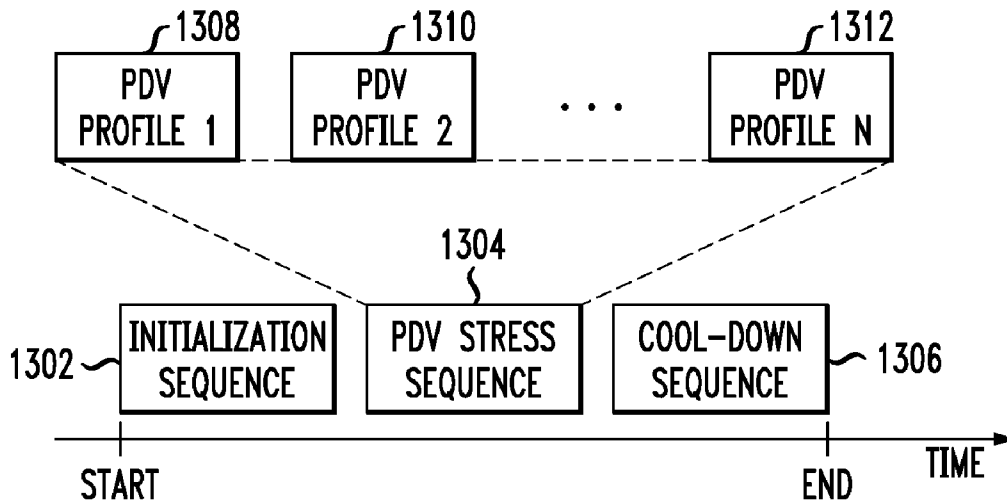 1308
1310
1312
PDV
PROFILE 1
PDV
PROFILE 2
. . .
PDV
PROFILE N
1304
1302
INITIALIZATION
SEQUENCE
PDV STRESS
SEQUENCE
COOL-DOWN
SEQUENCE
1306
START
END
TIME